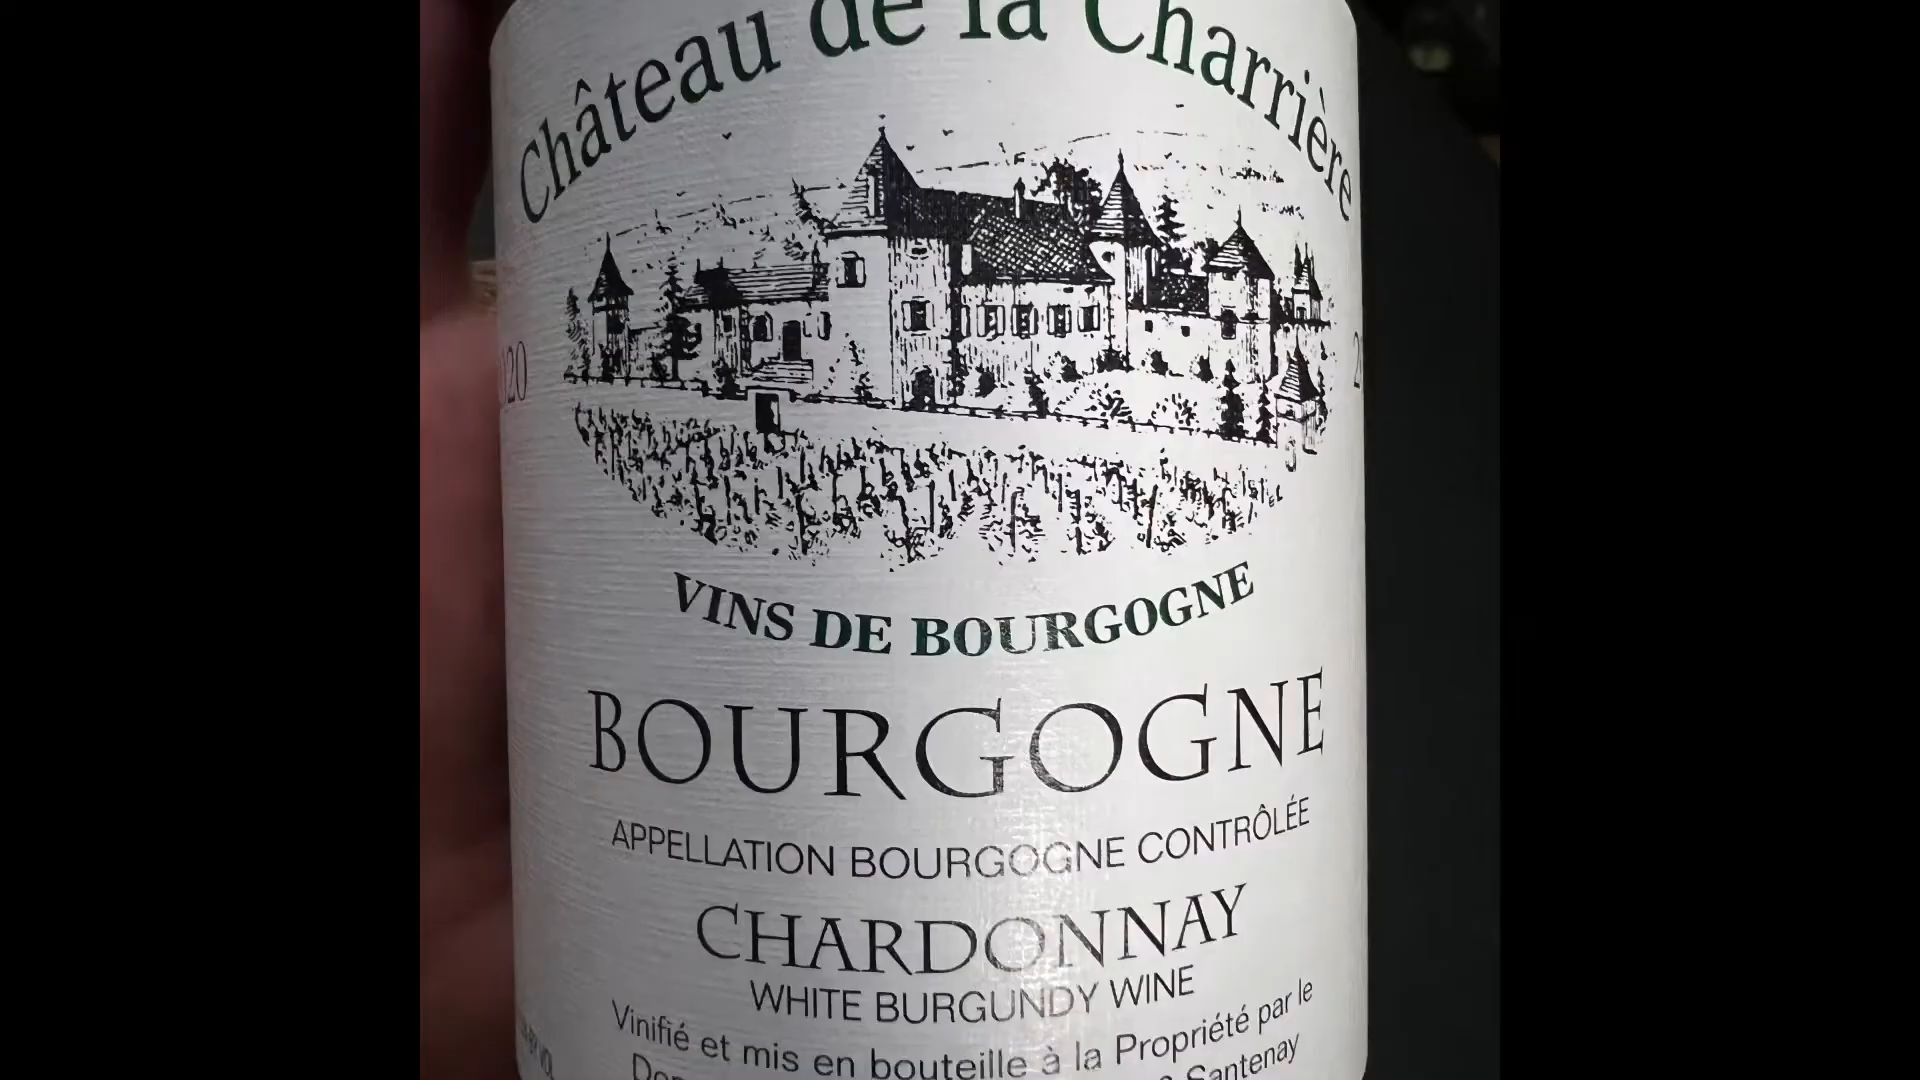 Château de la Charrière
VINS DE BOURGOGNE
BOURGOGNE
APPELLATION BOURGOGNE CONTRÔLÉE
CHARDONNAY
WHITE BURGUNDY WINE
Vinifié et mis en bouteille à la Propriété par le
Santenay